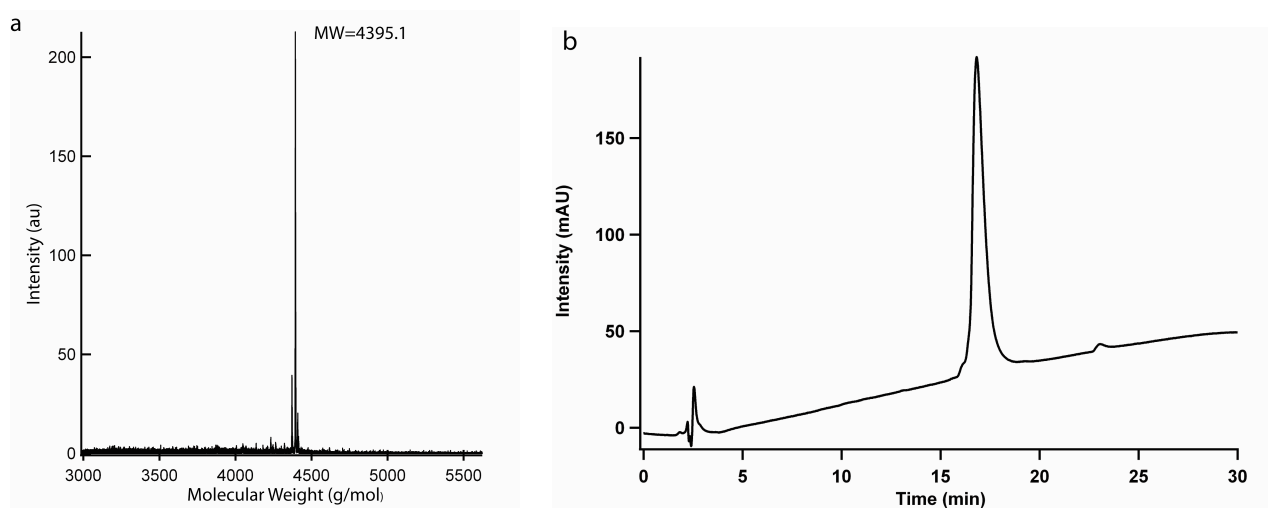 a
MW=4395.1
200
150
100
50
0
Intensity (au)
3000 3500 4000 4500 5000 5500
Molecular Weight (g/mol)
b
150
100
50
0
Intensity (mAU)
0 5 10 15 20 25 30
Time (min)